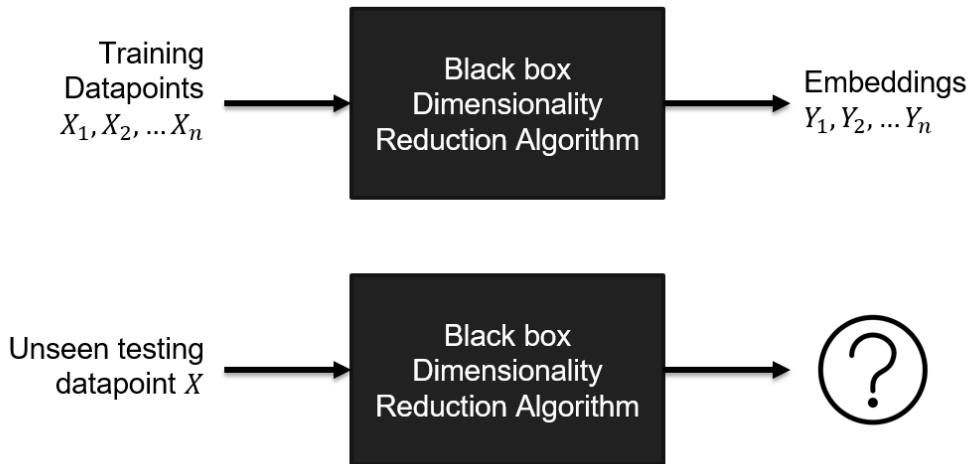 Training
Datapoints
X₁, X₂, … Xₙ
Black box
Dimensionality
Reduction Algorithm
Embeddings
Y₁, Y₂, … Yₙ
Unseen testing
datapoint X
Black box
Dimensionality
Reduction Algorithm
?